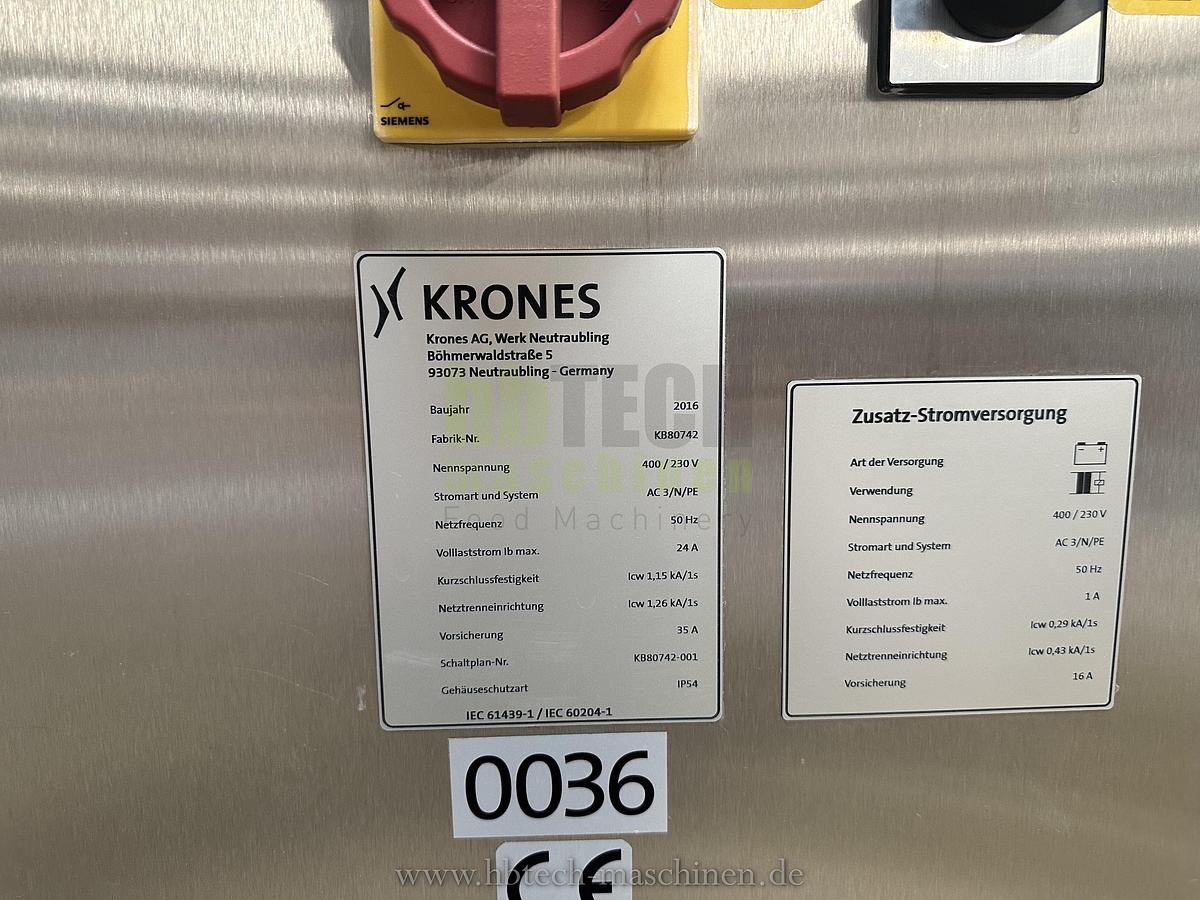 SIEMENS
KRONES
Krones AG, Werk Neutraubling
Böhmerwaldstraße 5
93073 Neutraubling - Germany
Baujahr 2016
Fabrik-Nr. KB80742
Nennspannung 400 / 230 V
Stromart und System AC 3/N/PE
Netzfrequenz 50 Hz
Volllaststrom Ib max. 24 A
Kurzschlussfestigkeit Icw 1,15 kA/1s
Netztrenneinrichtung Icw 1,26 kA/1s
Vorsicherung 35 A
Schaltplan-Nr. KB80742-001
Gehäuseschutzart IP54
IEC 61439-1 / IEC 60204-1
Zusatz-Stromversorgung
Art der Versorgung
Verwendung
Nennspannung 400 / 230 V
Stromart und System AC 3/N/PE
Netzfrequenz 50 Hz
Volllaststrom Ib max. 1 A
Kurzschlussfestigkeit Icw 0,29 kA/1s
Netztrenneinrichtung Icw 0,43 kA/1s
Vorsicherung 16 A
hbTECH
maschinen
Food Machinery
0036
CE
www.hbtech-maschinen.de